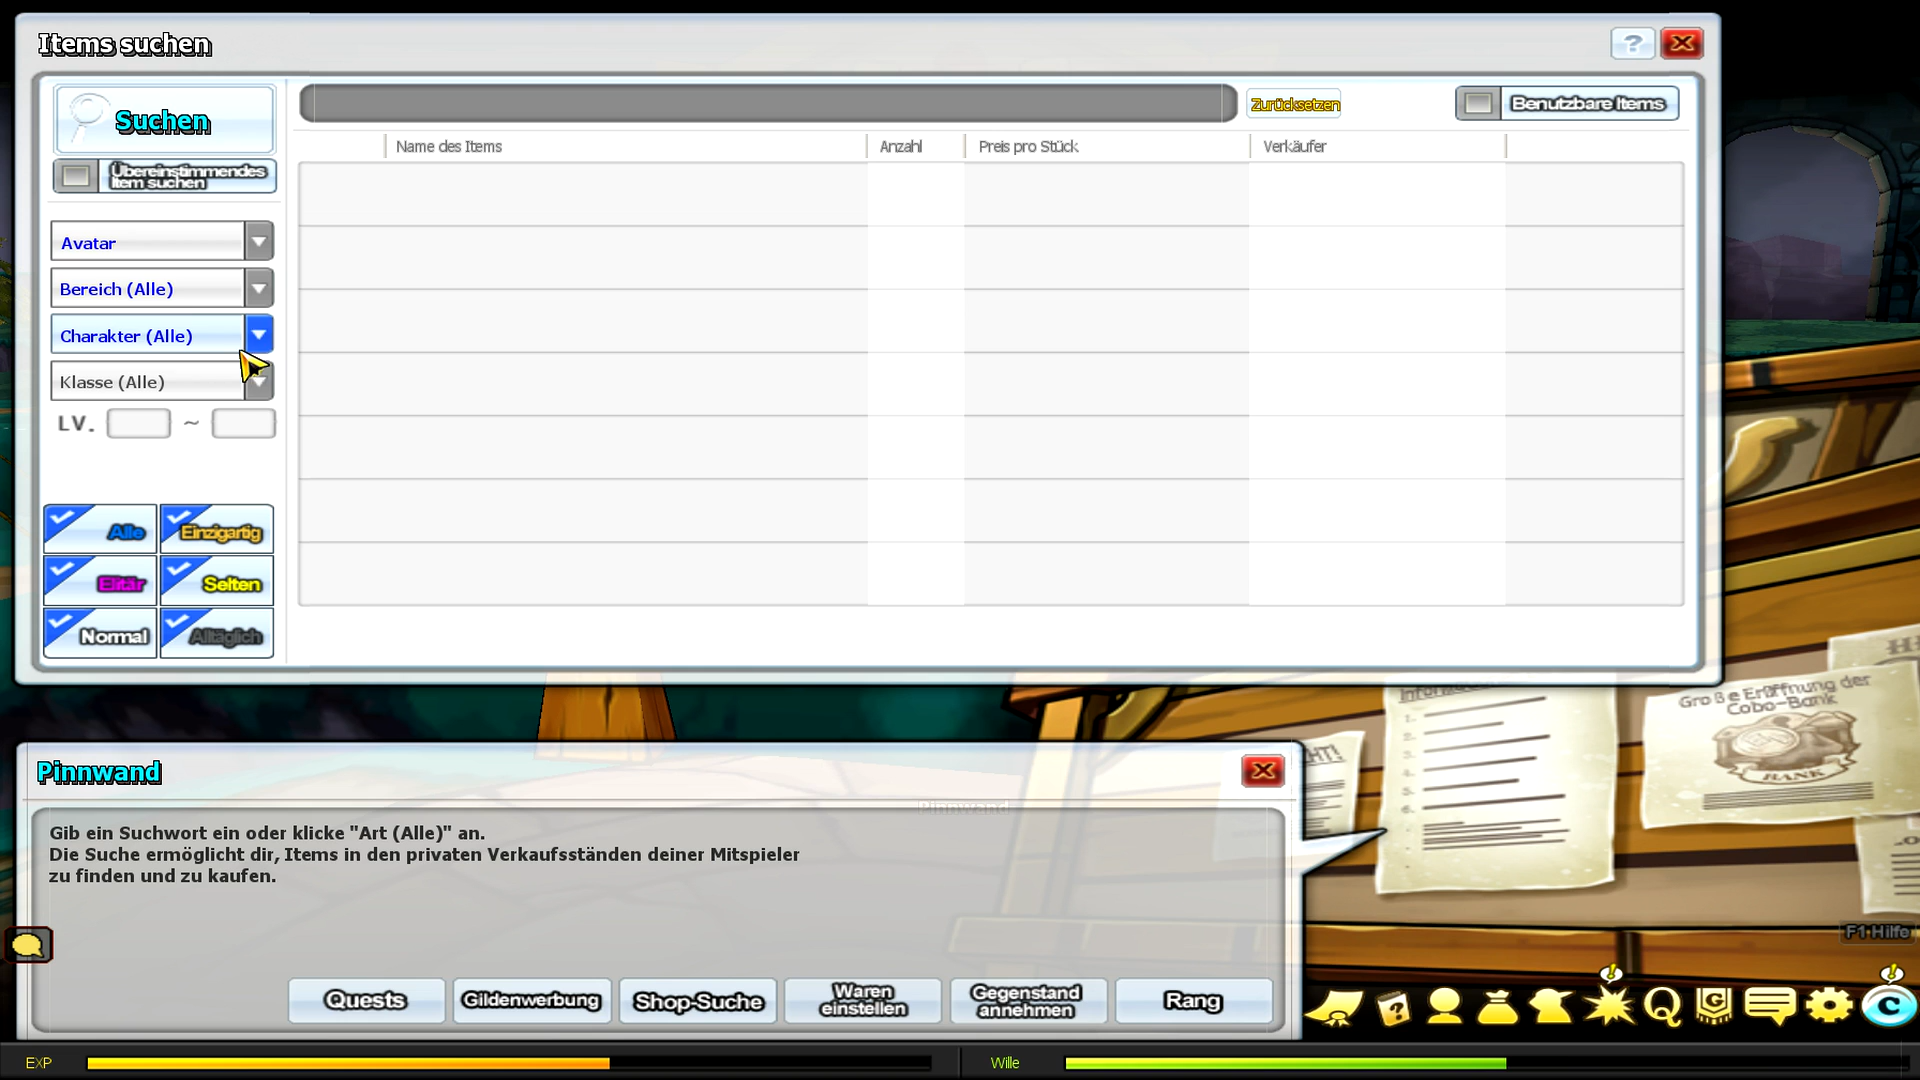 Items suchen
?
Suchen
Zurücksetzen
Benutzbare Items
Übereinstimmendes
Item suchen
Name des Items
Anzahl
Preis pro Stück
Verkäufer
Avatar
Bereich (Alle)
Charakter (Alle)
Klasse (Alle)
LV.
~
Alle
Einzigartig
Elitär
Selten
Normal
Alltäglich
Große Eröffnung der
Cobo-Bank
BANK
Pinnwand
Pinnwand
Gib ein Suchwort ein oder klicke "Art (Alle)" an.
Die Suche ermöglicht dir, Items in den privaten Verkaufsständen deiner Mitspieler
zu finden und zu kaufen.
F1 Hilfe
Quests
Gildenwerbung
Shop-Suche
Waren
einstellen
Gegenstand
annehmen
Rang
EXP
Wille